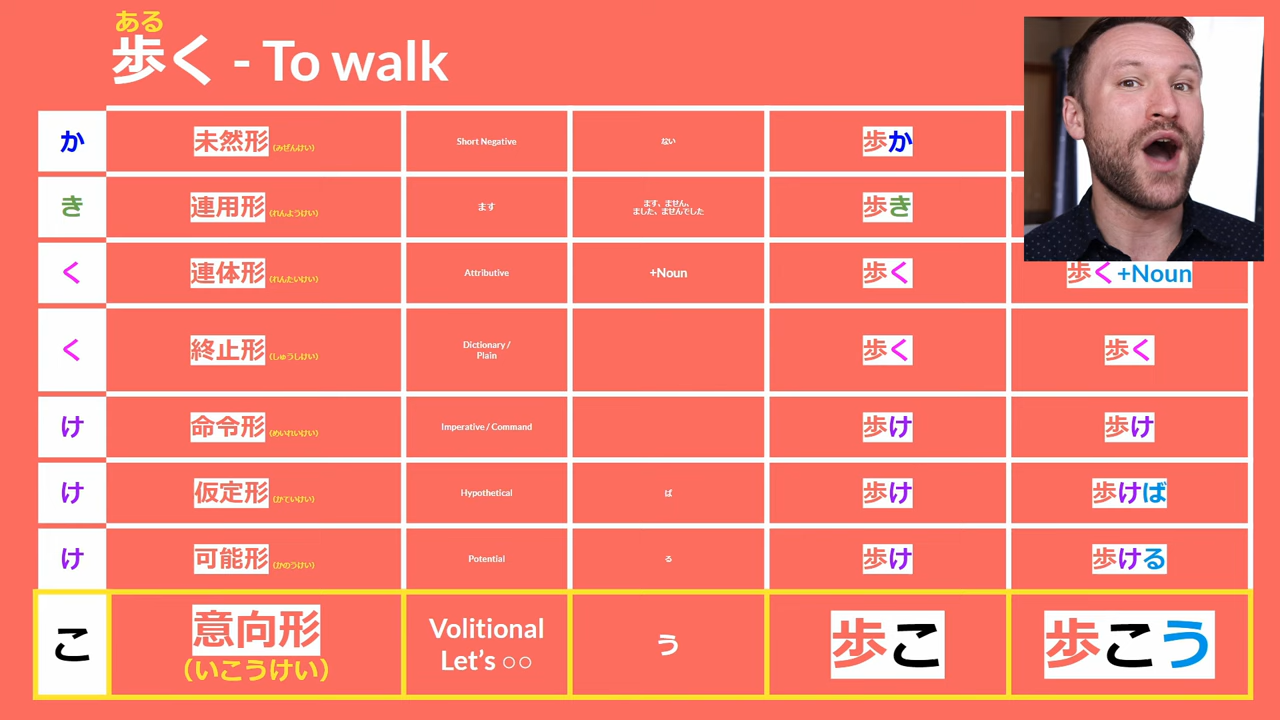 ある
歩く - To walk
か 未然形 (みぜんけい) Short Negative ない 歩か
き 連用形 (れんようけい) ます ます、ません、
ました、ませんでした 歩き
く 連体形 (れんたいけい) Attributive +Noun 歩く 歩く+Noun
く 終止形 (しゅうしけい) Dictionary /
Plain 歩く 歩く
け 命令形 (めいれいけい) Imperative / Command 歩け 歩け
け 仮定形 (かていけい) Hypothetical ば 歩け 歩けば
け 可能形 (かのうけい) Potential る 歩け 歩ける
こ 意向形
(いこうけい) Volitional
Let's ○○ う 歩こ 歩こう